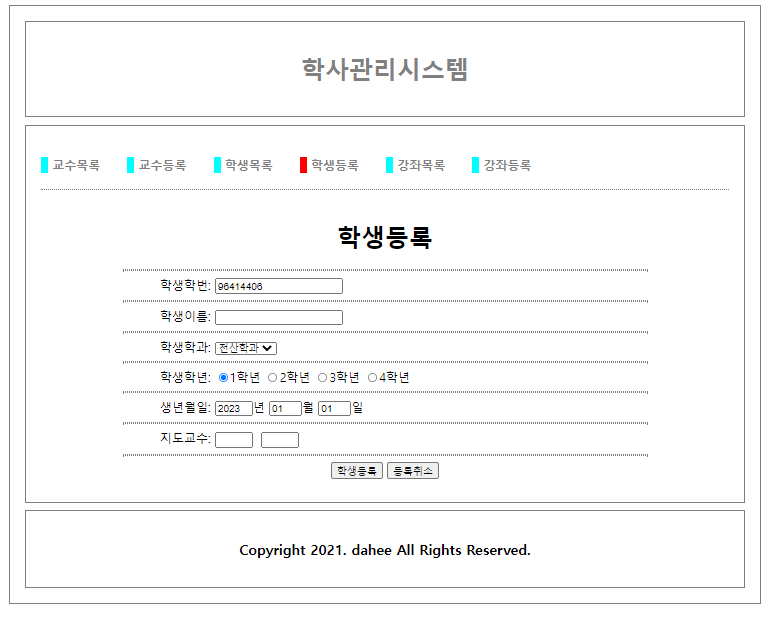 학사관리시스템
교수목록 교수등록 학생목록 학생등록 강좌목록 강좌등록
학생등록
학생학번: 96414406
학생이름:
학생학과: 전산학과
학생학년: 1학년 2학년 3학년 4학년
생년월일: 2023 년 01 월 01 일
지도교수:
학생등록 등록취소
Copyright 2021. dahee All Rights Reserved.